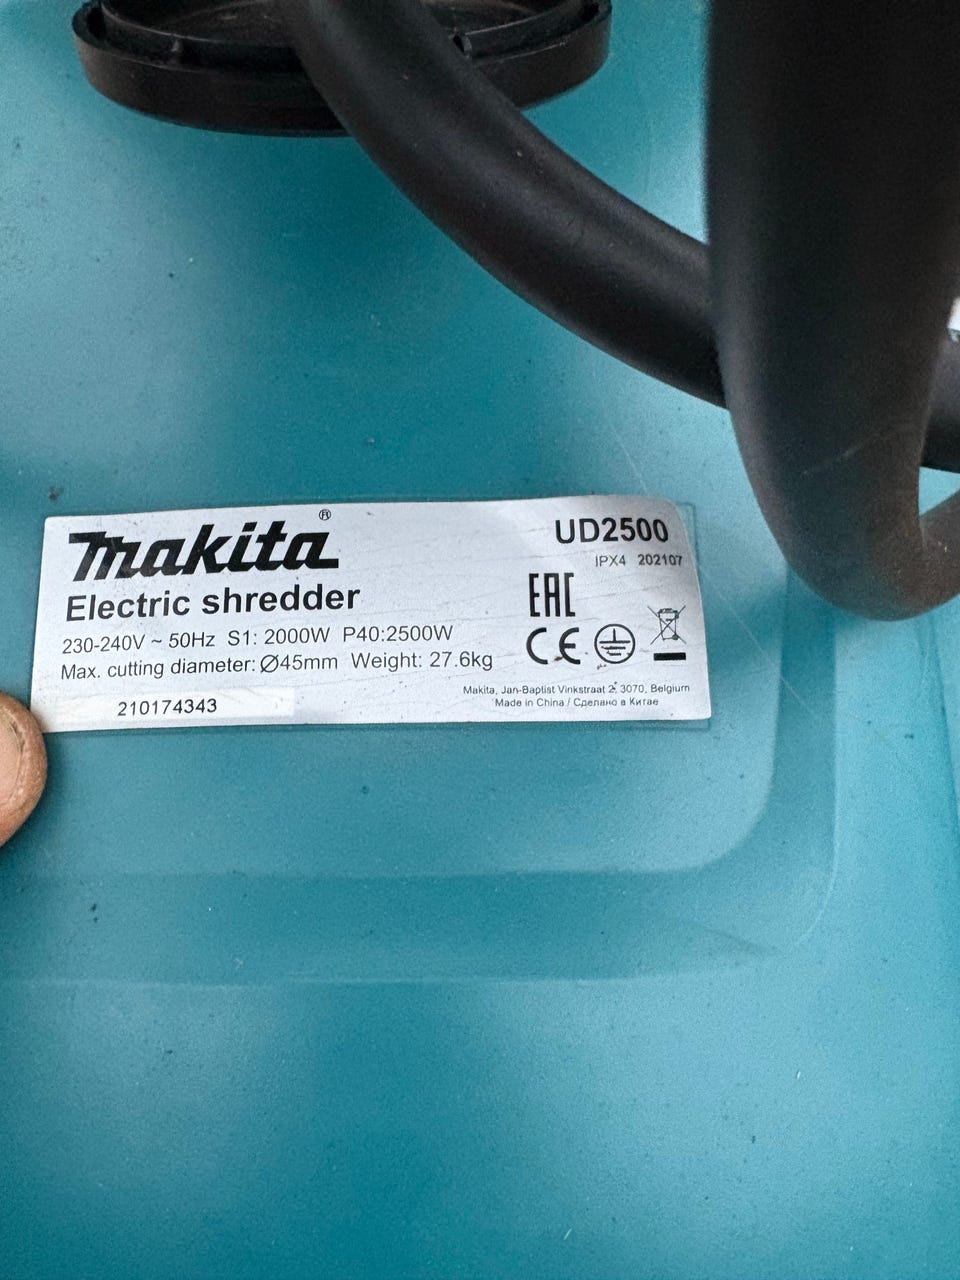 makita®
UD2500
IPX4 202107
Electric shredder
EAC
230-240V ~ 50Hz S1: 2000W P40:2500W
CE
Max. cutting diameter: Ø45mm Weight: 27.6kg
210174343
Makita, Jan-Baptist Vinkstraat 2, 3070, Belgium
Made in China / Сделано в Китае